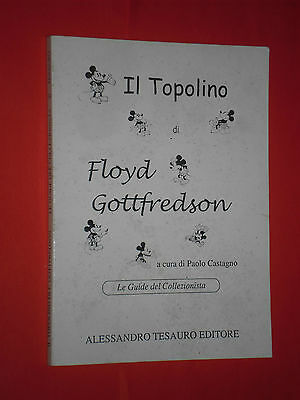 Il Topolino
di
Floyd
Gottfredson
a cura di Paolo Castagno
Le Guide del Collezionista
ALESSANDRO TESAURO EDITORE